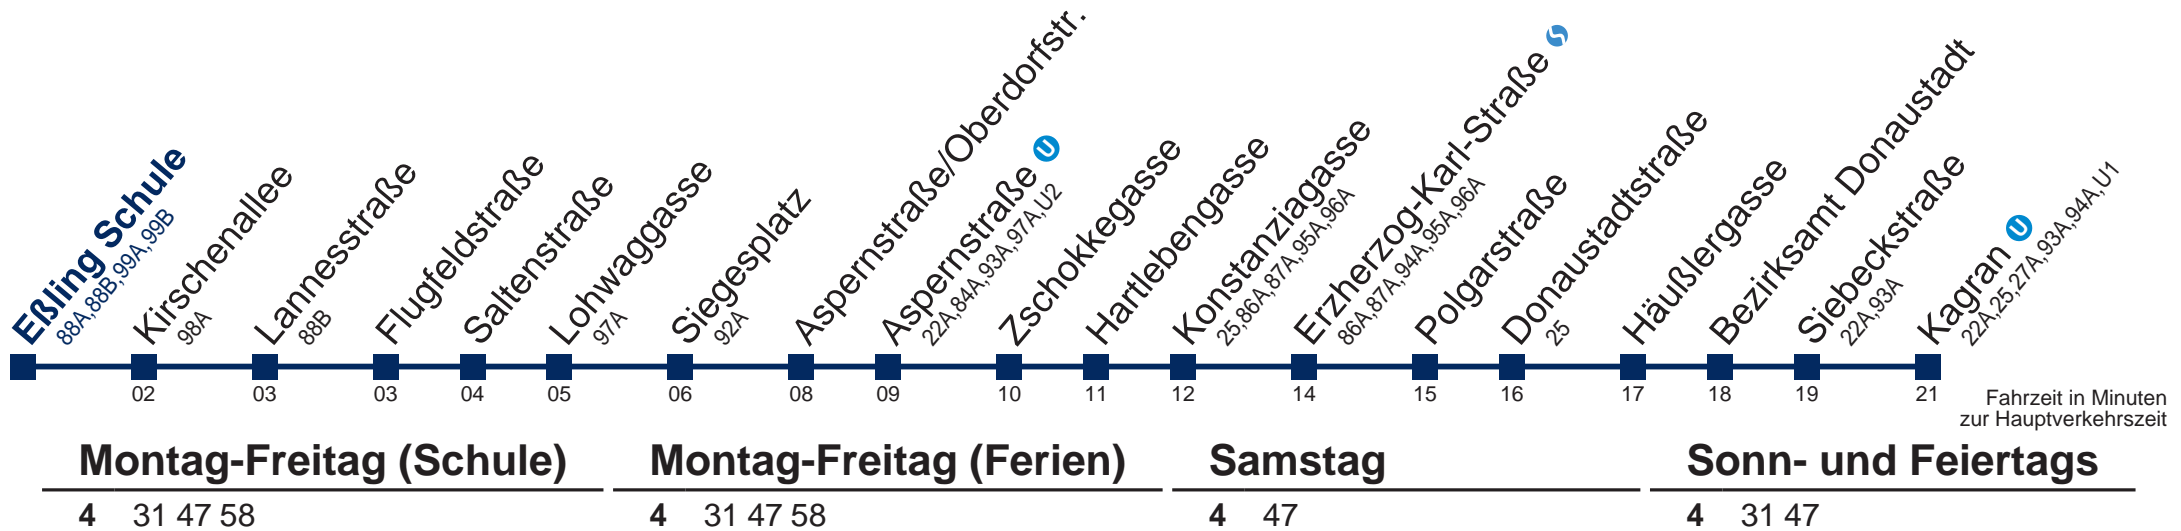 Eßling Schule
88A,88B,99A,99B
Kirschenallee
98A
Lannesstraße
88B
Flugfeldstraße
Saltenstraße
Lohwaggasse
97A
Siegesplatz
92A
Aspernstraße/Oberdorfstr.
Aspernstraße U
22A,84A,93A,97A,U2
Zschokkegasse
Hartlebengasse
Konstanziagasse
25,86A,87A,95A,96A
Erzherzog-Karl-Straße S
86A,87A,94A,95A,96A
Polgarstraße
Donaustadtstraße
25
Häußlergasse
Bezirksamt Donaustadt
Siebeckstraße
22A,93A
Kagran U
22A,25,27A,93A,94A,U1
02 03 03 04 05 06 08 09 10 11 12 14 15 16 17 18 19 21
Fahrzeit in Minuten
zur Hauptverkehrszeit
Montag-Freitag (Schule) Montag-Freitag (Ferien) Samstag Sonn- und Feiertags
4 31 47 58 4 31 47 58 4 47 4 31 47